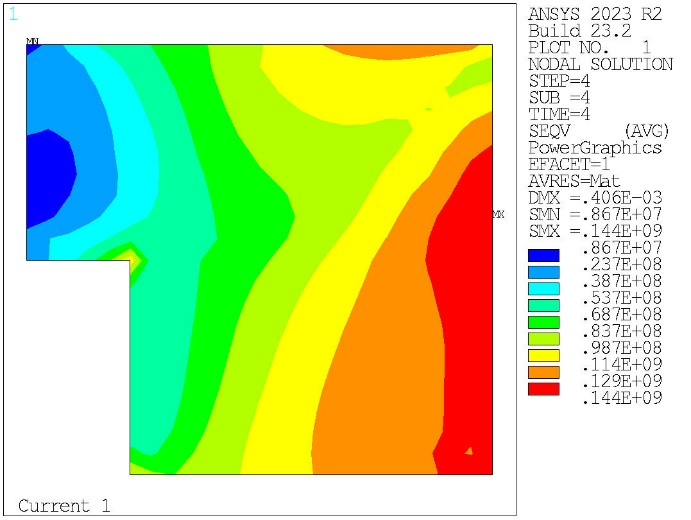 1
MN
MX
Current 1
ANSYS 2023 R2
Build 23.2
PLOT NO. 1
NODAL SOLUTION
STEP=4
SUB =4
TIME=4
SEQV (AVG)
PowerGraphics
EFACET=1
AVRES=Mat
DMX =.406E-03
SMN =.867E+07
SMX =.144E+09
.867E+07
.237E+08
.387E+08
.537E+08
.687E+08
.837E+08
.987E+08
.114E+09
.129E+09
.144E+09